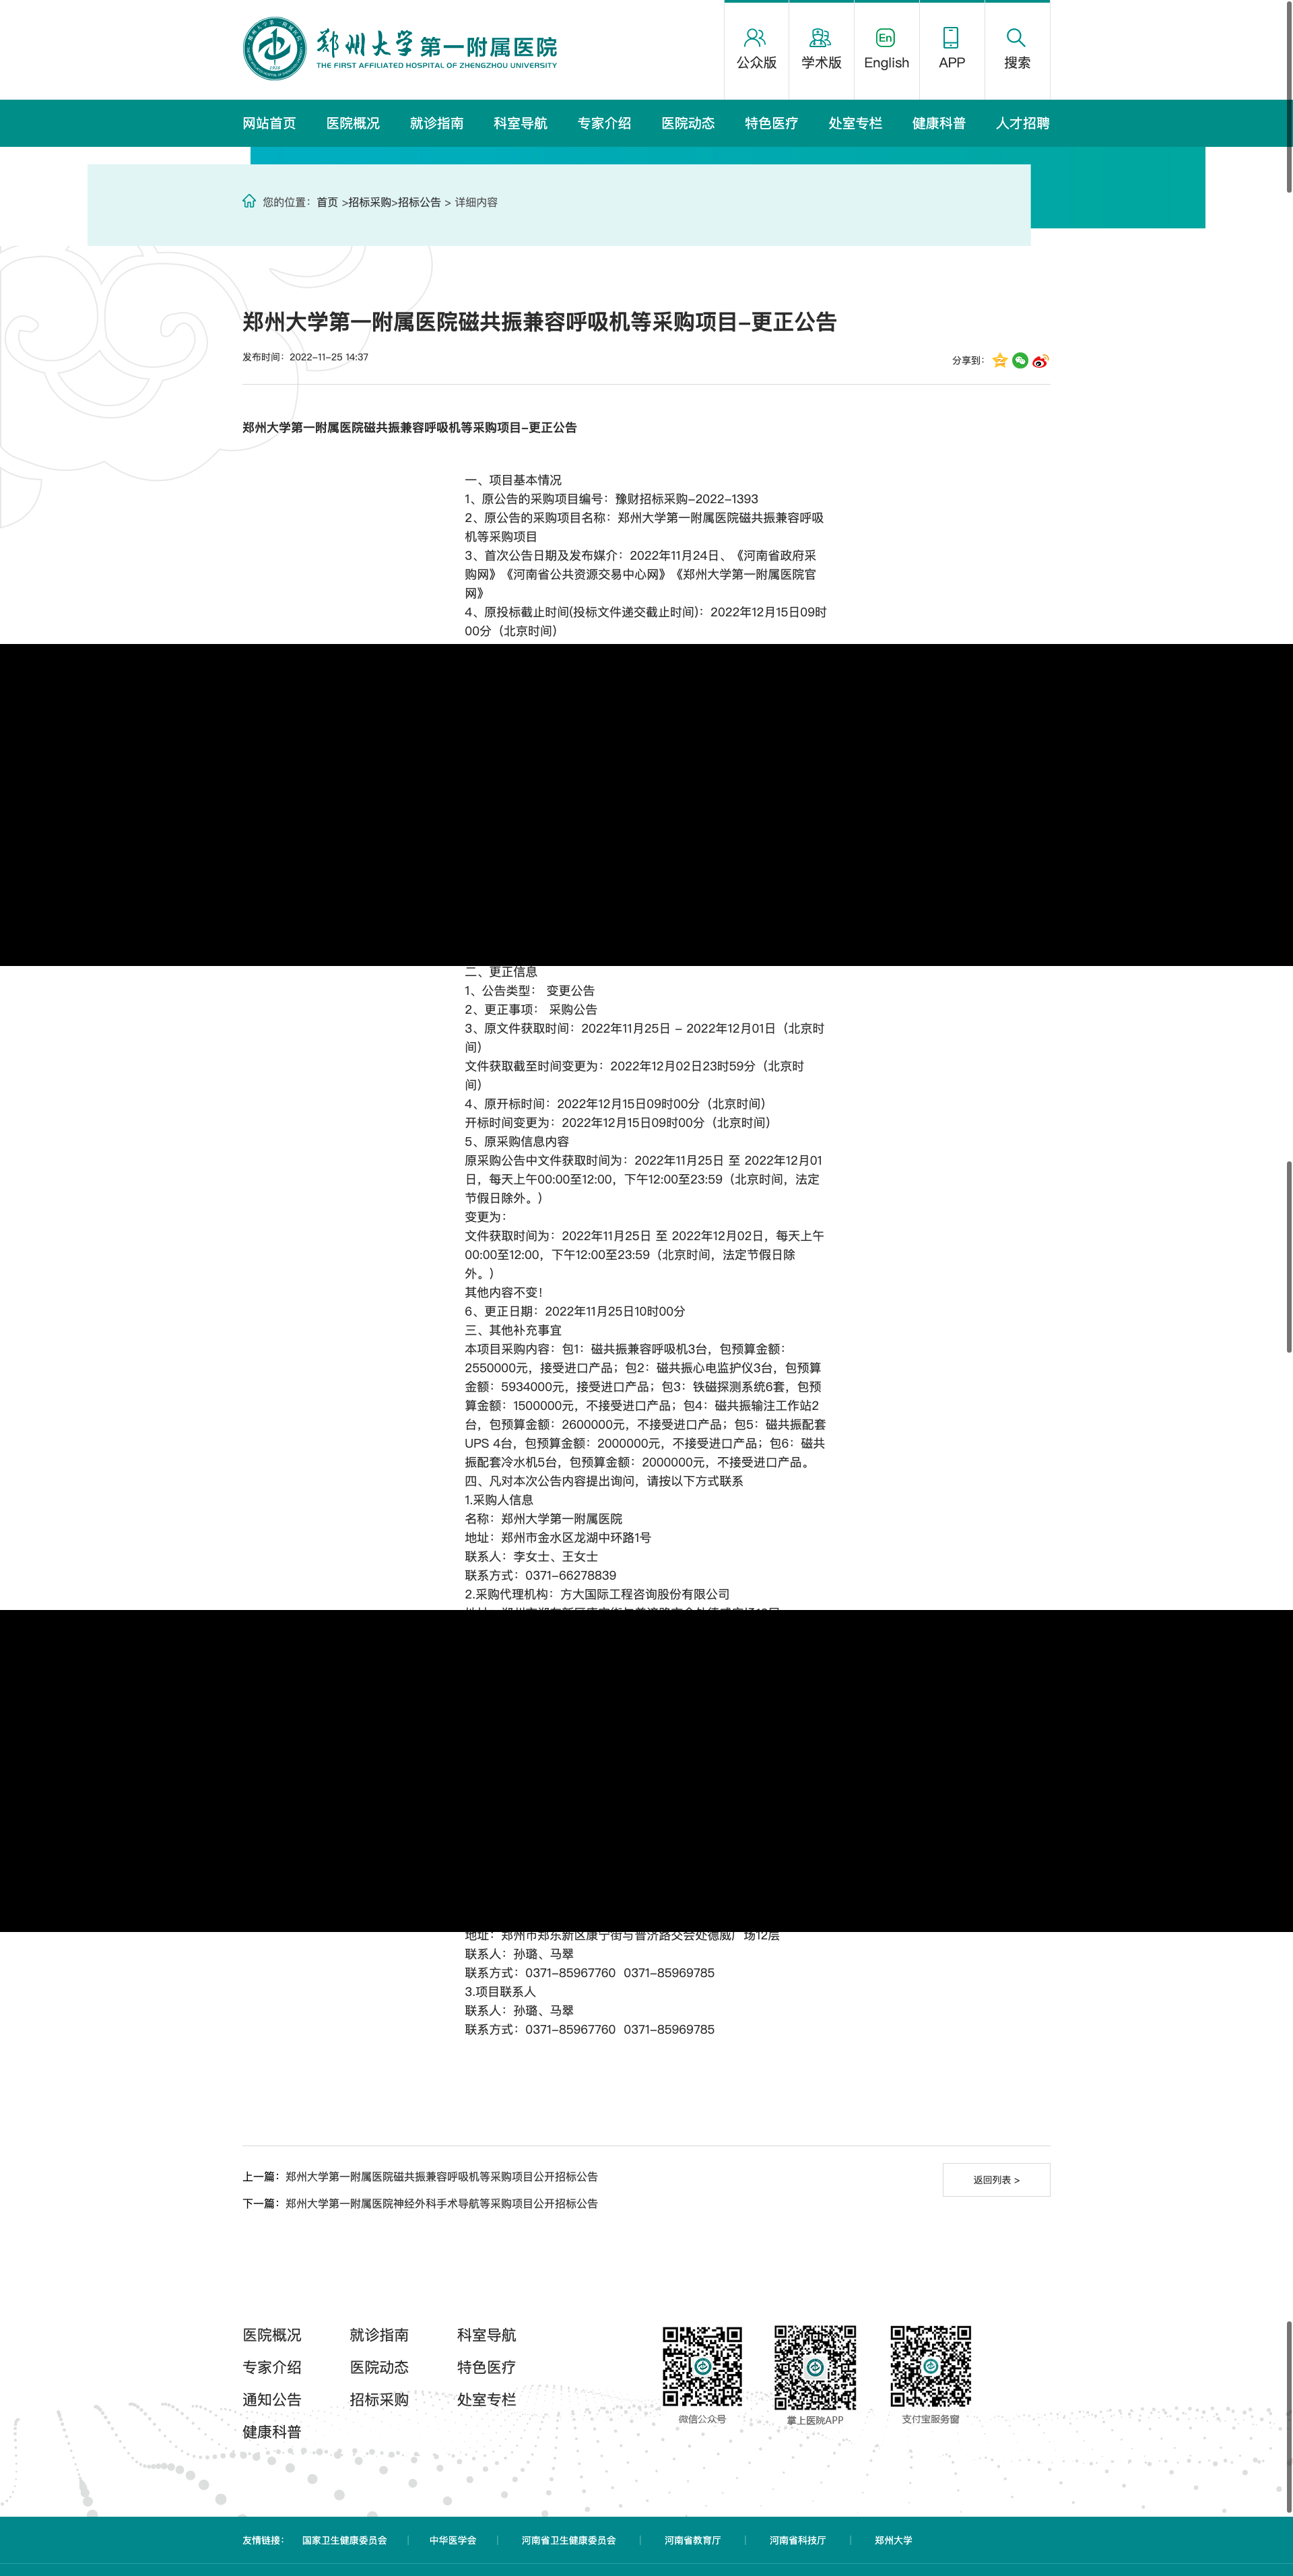 郑州大学 第一附属医院
THE FIRST AFFILIATED HOSPITAL OF ZHENGZHOU UNIVERSITY
公众版 学术版 En English APP 搜索
网站首页 医院概况 就诊指南 科室导航 专家介绍 医院动态 特色医疗 处室专栏 健康科普 人才招聘
您的位置：首页 >招标采购>招标公告 > 详细内容
郑州大学第一附属医院磁共振兼容呼吸机等采购项目-更正公告
发布时间：2022-11-25 14:37
分享到：
郑州大学第一附属医院磁共振兼容呼吸机等采购项目-更正公告
一、项目基本情况
1、原公告的采购项目编号：豫财招标采购-2022-1393
2、原公告的采购项目名称：郑州大学第一附属医院磁共振兼容呼吸
机等采购项目
3、首次公告日期及发布媒介：2022年11月24日、《河南省政府采
购网》《河南省公共资源交易中心网》《郑州大学第一附属医院官
网》
4、原投标截止时间(投标文件递交截止时间)：2022年12月15日09时
00分（北京时间）
二、更正信息
1、公告类型： 变更公告
2、更正事项： 采购公告
3、原文件获取时间：2022年11月25日 - 2022年12月01日（北京时
间）
文件获取截至时间变更为：2022年12月02日23时59分（北京时
间）
4、原开标时间：2022年12月15日09时00分（北京时间）
开标时间变更为：2022年12月15日09时00分（北京时间）
5、原采购信息内容
原采购公告中文件获取时间为：2022年11月25日 至 2022年12月01
日，每天上午00:00至12:00，下午12:00至23:59（北京时间，法定
节假日除外。）
变更为：
文件获取时间为：2022年11月25日 至 2022年12月02日，每天上午
00:00至12:00，下午12:00至23:59（北京时间，法定节假日除
外。）
其他内容不变！
6、更正日期：2022年11月25日10时00分
三、其他补充事宜
本项目采购内容：包1：磁共振兼容呼吸机3台，包预算金额：
2550000元，接受进口产品；包2：磁共振心电监护仪3台，包预算
金额：5934000元，接受进口产品；包3：铁磁探测系统6套，包预
算金额：1500000元，不接受进口产品；包4：磁共振输注工作站2
台，包预算金额：2600000元，不接受进口产品；包5：磁共振配套
UPS 4台，包预算金额：2000000元，不接受进口产品；包6：磁共
振配套冷水机5台，包预算金额：2000000元，不接受进口产品。
四、凡对本次公告内容提出询问，请按以下方式联系
1.采购人信息
名称：郑州大学第一附属医院
地址：郑州市金水区龙湖中环路1号
联系人：李女士、王女士
联系方式：0371-66278839
2.采购代理机构：方大国际工程咨询股份有限公司
地址：郑州市郑东新区康宁街与普济路交会处德威广场12层
联系人：孙璐、马翠
联系方式：0371-85967760 0371-85969785
3.项目联系人
联系人：孙璐、马翠
联系方式：0371-85967760 0371-85969785
上一篇：郑州大学第一附属医院磁共振兼容呼吸机等采购项目公开招标公告
返回列表 >
下一篇：郑州大学第一附属医院神经外科手术导航等采购项目公开招标公告
医院概况 就诊指南 科室导航
专家介绍 医院动态 特色医疗
通知公告 招标采购 处室专栏
健康科普
微信公众号 掌上医院APP 支付宝服务窗
友情链接： 国家卫生健康委员会 | 中华医学会 | 河南省卫生健康委员会 | 河南省教育厅 | 河南省科技厅 | 郑州大学